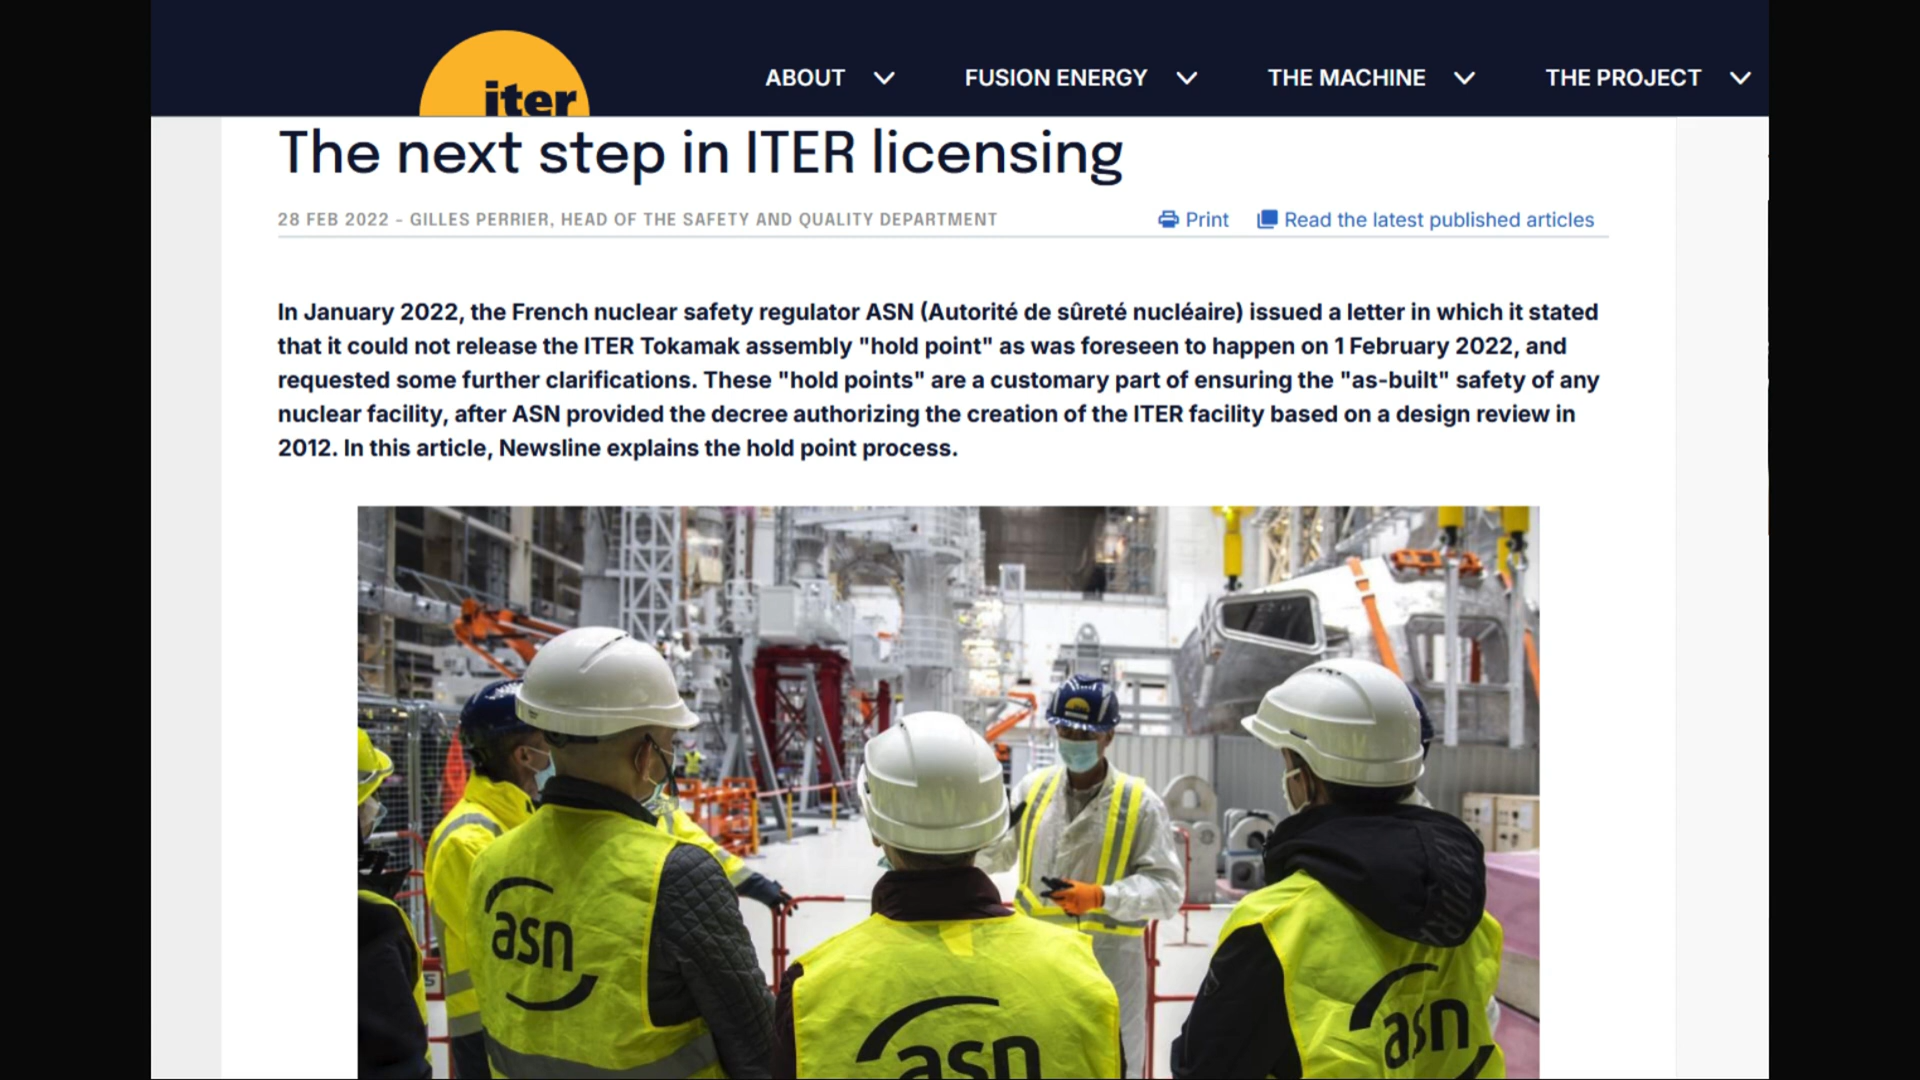 iter
ABOUT
FUSION ENERGY
THE MACHINE
THE PROJECT
The next step in ITER licensing
28 FEB 2022 - GILLES PERRIER, HEAD OF THE SAFETY AND QUALITY DEPARTMENT
Print
Read the latest published articles
In January 2022, the French nuclear safety regulator ASN (Autorité de sûreté nucléaire) issued a letter in which it stated
that it could not release the ITER Tokamak assembly "hold point" as was foreseen to happen on 1 February 2022, and
requested some further clarifications. These "hold points" are a customary part of ensuring the "as-built" safety of any
nuclear facility, after ASN provided the decree authorizing the creation of the ITER facility based on a design review in
2012. In this article, Newsline explains the hold point process.
asn
asn
asn